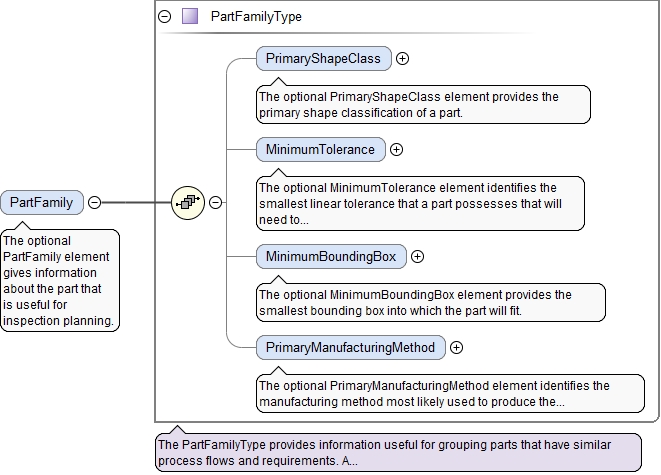 PartFamilyType
PrimaryShapeClass
The optional PrimaryShapeClass element provides the
primary shape classification of a part.
MinimumTolerance
The optional MinimumTolerance element identifies the
smallest linear tolerance that a part possesses that will
need to...
PartFamily
The optional
PartFamily element
gives information
about the part that
is useful for
inspection planning.
MinimumBoundingBox
The optional MinimumBoundingBox element provides the
smallest bounding box into which the part will fit.
PrimaryManufacturingMethod
The optional PrimaryManufacturingMethod element identifies the
manufacturing method most likely used to produce the...
The PartFamilyType provides information useful for grouping parts that have similar
process flows and requirements. A...